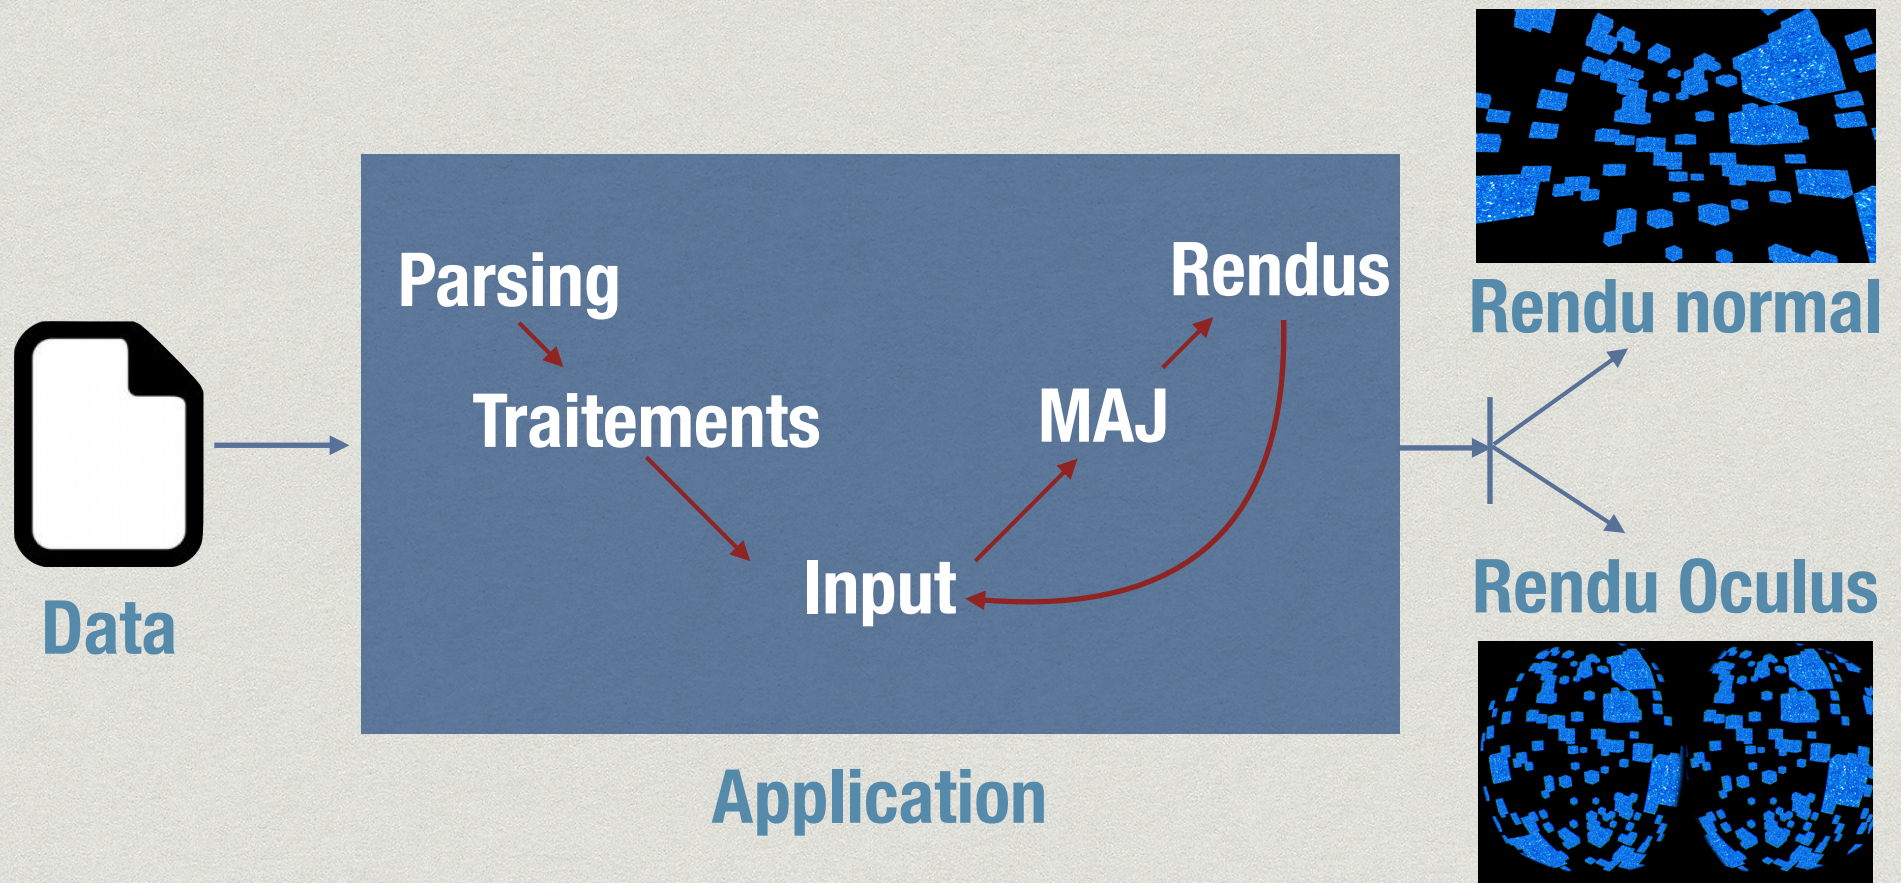 Data
Parsing
Traitements
Input
MAJ
Rendus
Application
Rendu normal
Rendu Oculus